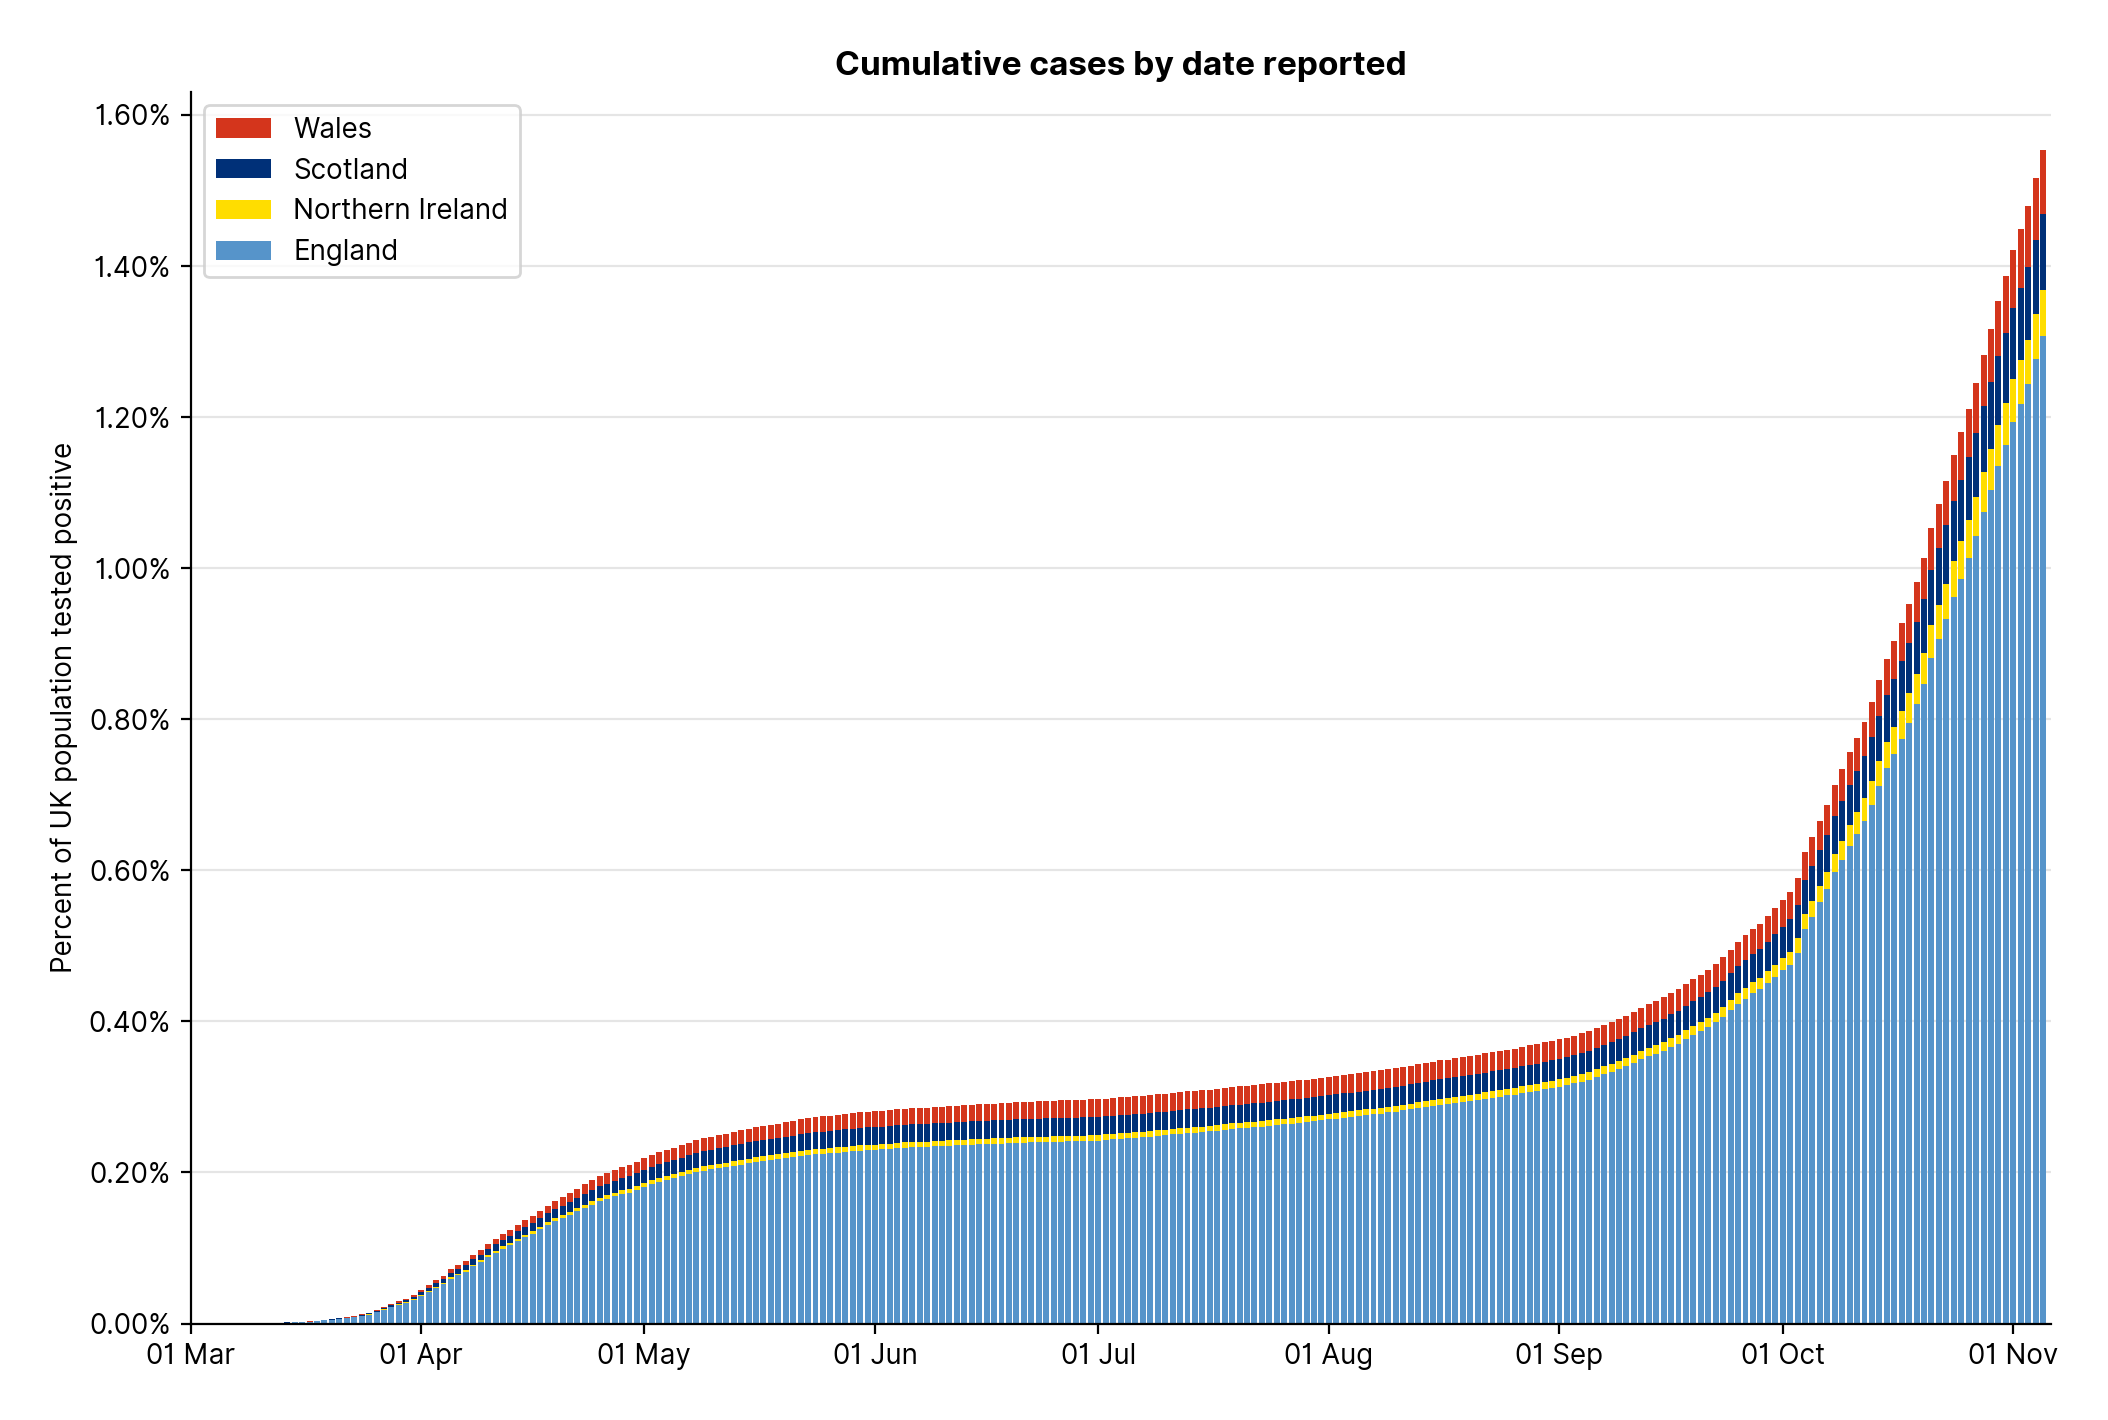 Cumulative cases by date reported
Wales
Scotland
Northern Ireland
England
Percent of UK population tested positive
1.60%
1.40%
1.20%
1.00%
0.80%
0.60%
0.40%
0.20%
0.00%
01 Mar
01 Apr
01 May
01 Jun
01 Jul
01 Aug
01 Sep
01 Oct
01 Nov